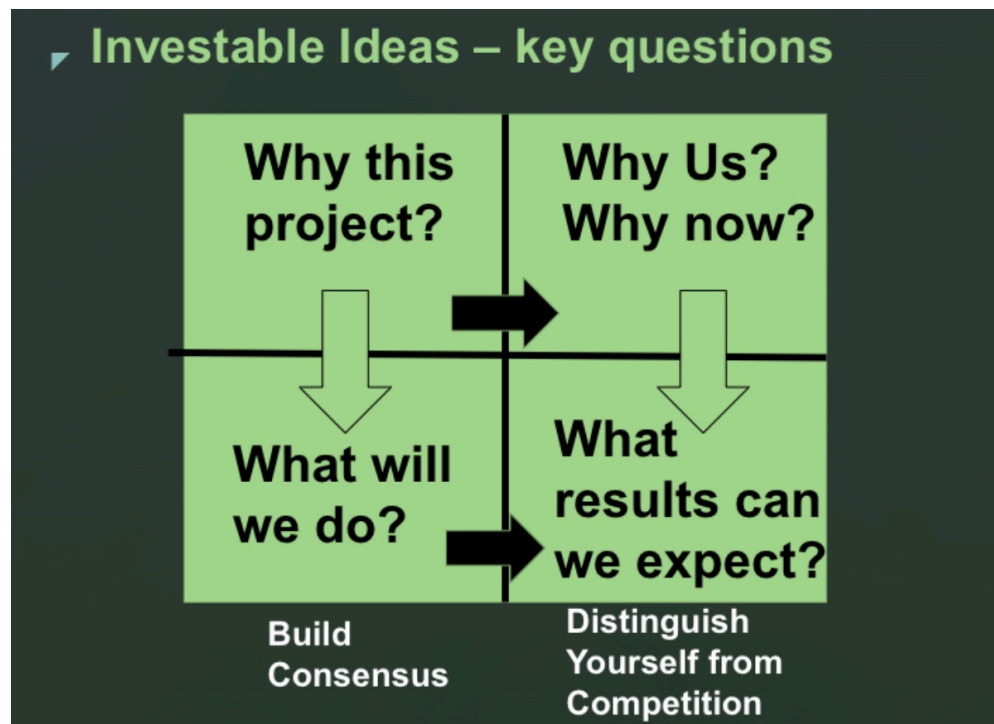 Investable Ideas – key questions
Why this
project?
Why Us?
Why now?
What will
we do?
What
results can
we expect?
Build
Consensus
Distinguish
Yourself from
Competition